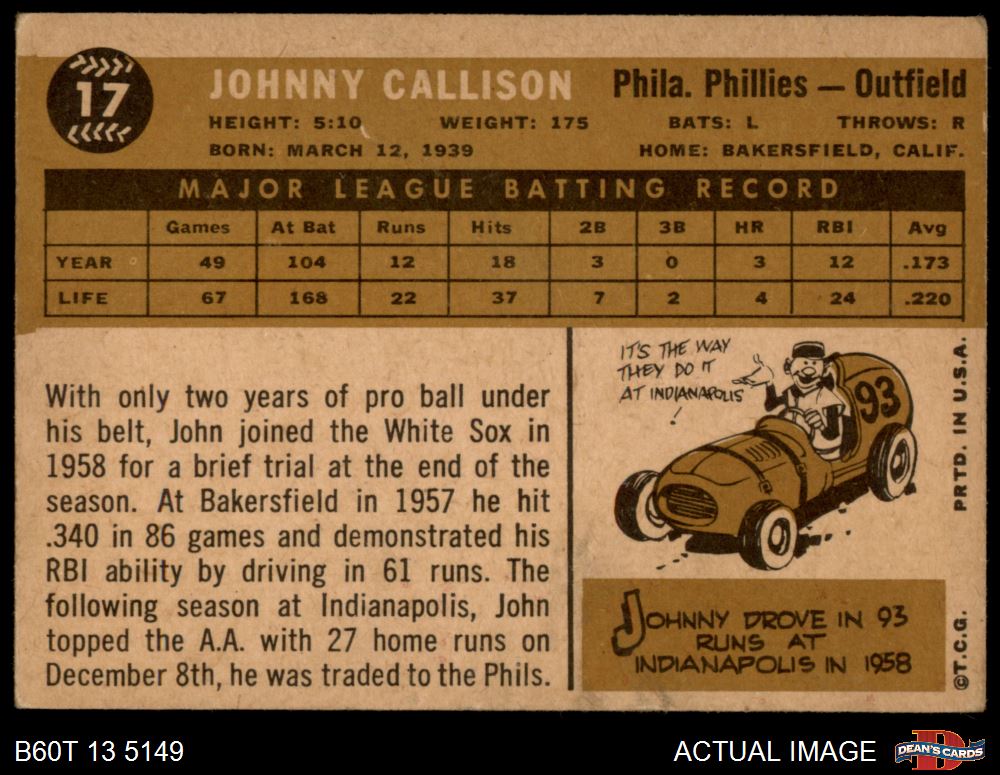 17
JOHNNY CALLISON Phila. Phillies — Outfield
HEIGHT: 5:10 WEIGHT: 175 BATS: L THROWS: R
BORN: MARCH 12, 1939 HOME: BAKERSFIELD, CALIF.
MAJOR LEAGUE BATTING RECORD
Games At Bat Runs Hits 2B 3B HR RBI Avg
YEAR 49 104 12 18 3 0 3 12 .173
LIFE 67 168 22 37 7 2 4 24 .220
With only two years of pro ball under
his belt, John joined the White Sox in
1958 for a brief trial at the end of the
season. At Bakersfield in 1957 he hit
.340 in 86 games and demonstrated his
RBI ability by driving in 61 runs. The
following season at Indianapolis, John
topped the A.A. with 27 home runs on
December 8th, he was traded to the Phils.
IT'S THE WAY
THEY DO IT
AT INDIANAPOLIS
!
93
JOHNNY DROVE IN 93
RUNS AT
INDIANAPOLIS IN 1958
©T.C.G. PRTD. IN U.S.A.
B60T 13 5149 ACTUAL IMAGE
D
DEAN'S CARDS